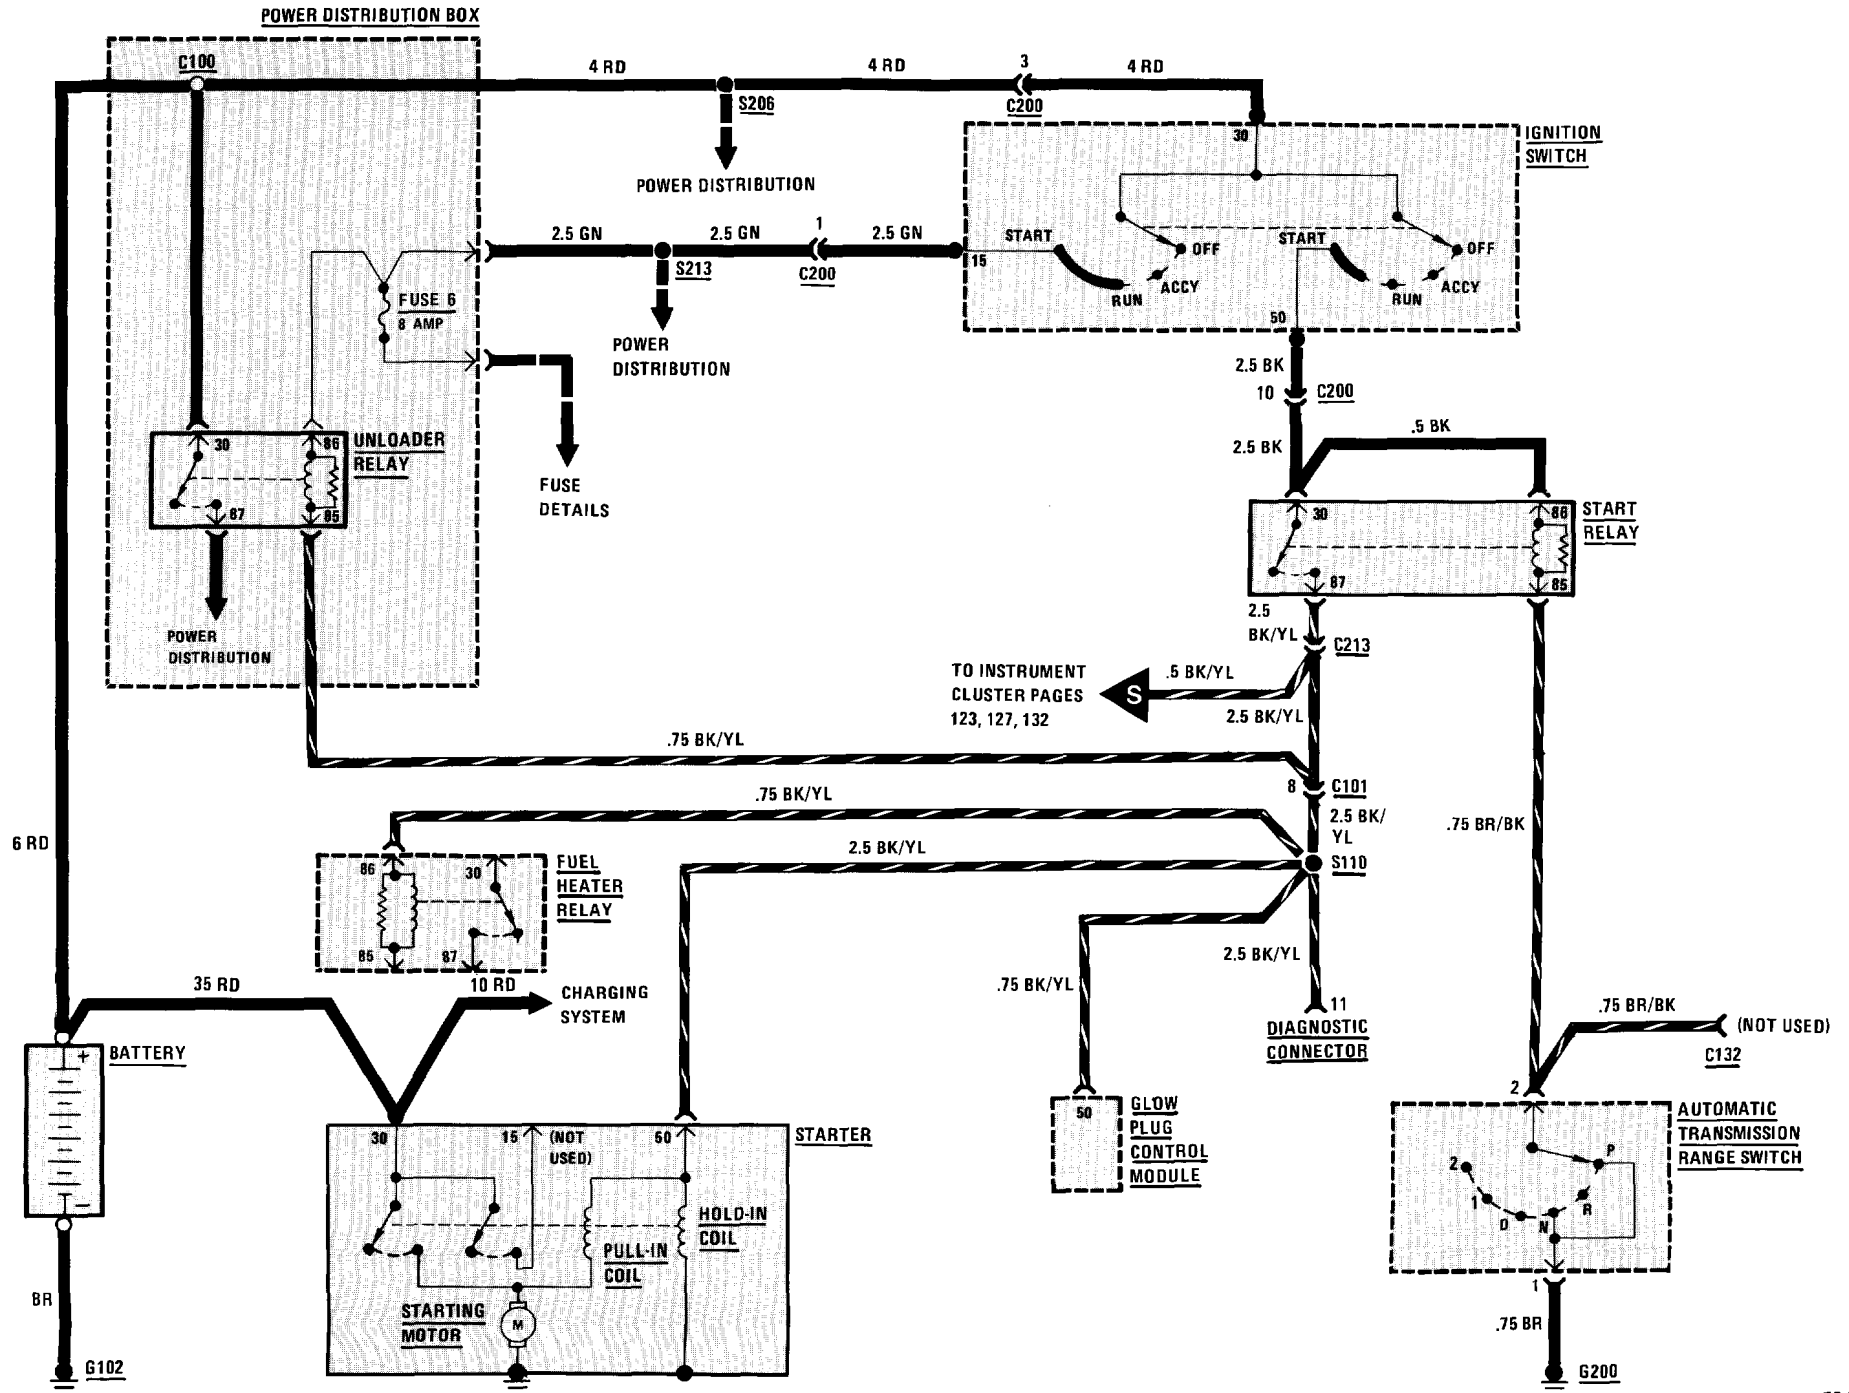 POWER DISTRIBUTION BOX
C100
4 RD
4 RD
3
4 RD
S206
C200
30
IGNITION
SWITCH
POWER DISTRIBUTION
2.5 GN
2.5 GN
1
2.5 GN
START
OFF
START
OFF
S213
C200
15
RUN
ACCY
RUN
ACCY
FUSE 6
8 AMP
50
POWER
DISTRIBUTION
2.5 BK
10
C200
30
86
UNLOADER
RELAY
2.5 BK
.5 BK
FUSE
DETAILS
87
85
30
86
START
RELAY
87
85
POWER
DISTRIBUTION
2.5
BK/YL
C213
TO INSTRUMENT
CLUSTER PAGES
123, 127, 132
S
.5 BK/YL
2.5 BK/YL
.75 BK/YL
8
C101
.75 BK/YL
2.5 BK/
YL
.75 BR/BK
6 RD
2.5 BK/YL
S110
86
30
FUEL
HEATER
RELAY
85
87
2.5 BK/YL
35 RD
10 RD
CHARGING
SYSTEM
.75 BK/YL
11
DIAGNOSTIC
CONNECTOR
.75 BR/BK
(NOT USED)
C132
+
BATTERY
2
50
GLOW
PLUG
CONTROL
MODULE
AUTOMATIC
TRANSMISSION
RANGE SWITCH
30
15
(NOT
USED)
50
STARTER
P
2
1
D
N
R
–
HOLD-IN
COIL
PULL-IN
COIL
BR
STARTING
MOTOR
M
1
.75 BR
G102
G200